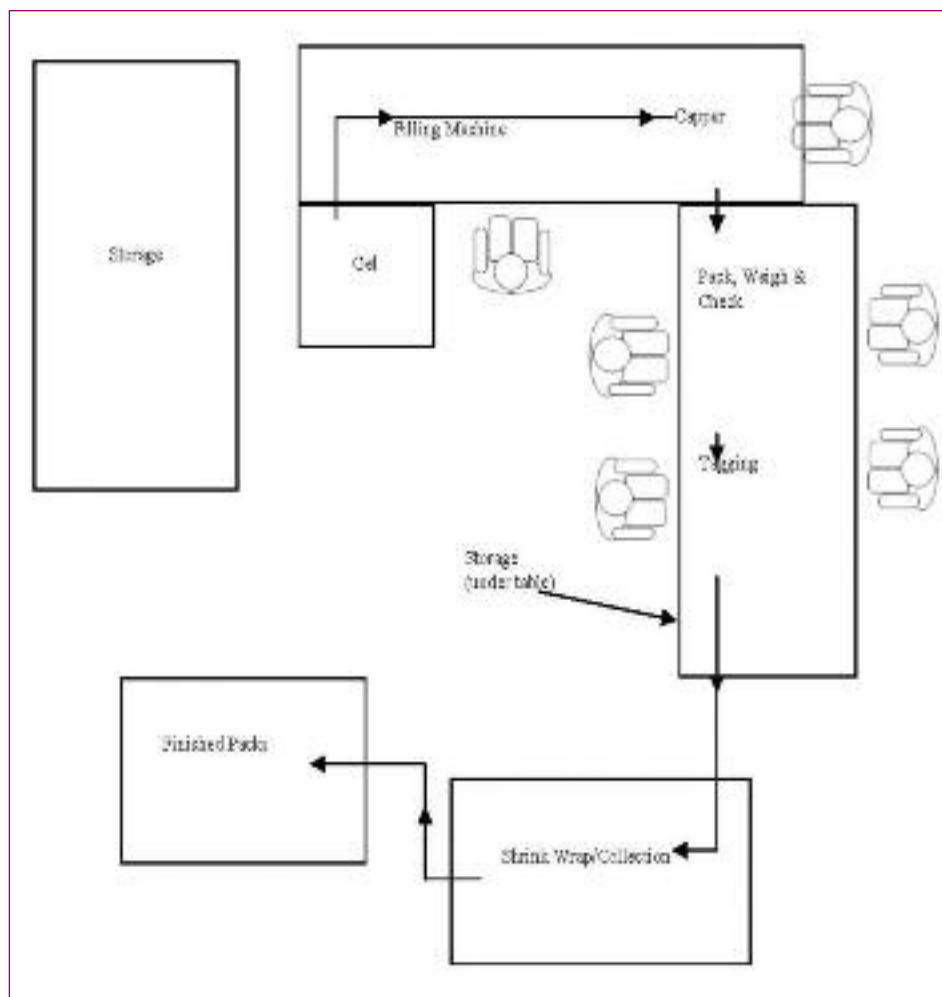 Filling Machine
Capper
Storage
Gel
Pack, Weigh &
Check
Tagging
Storage
(under table)
Finished Packs
Shrink Wrap/Collection